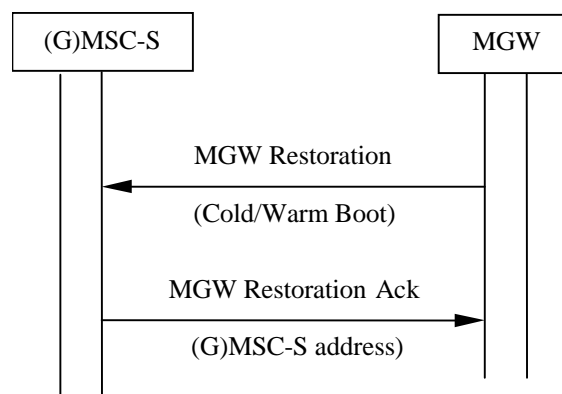 (G)MSC-S
MGW
MGW Restoration
(Cold/Warm Boot)
MGW Restoration Ack
(G)MSC-S address)